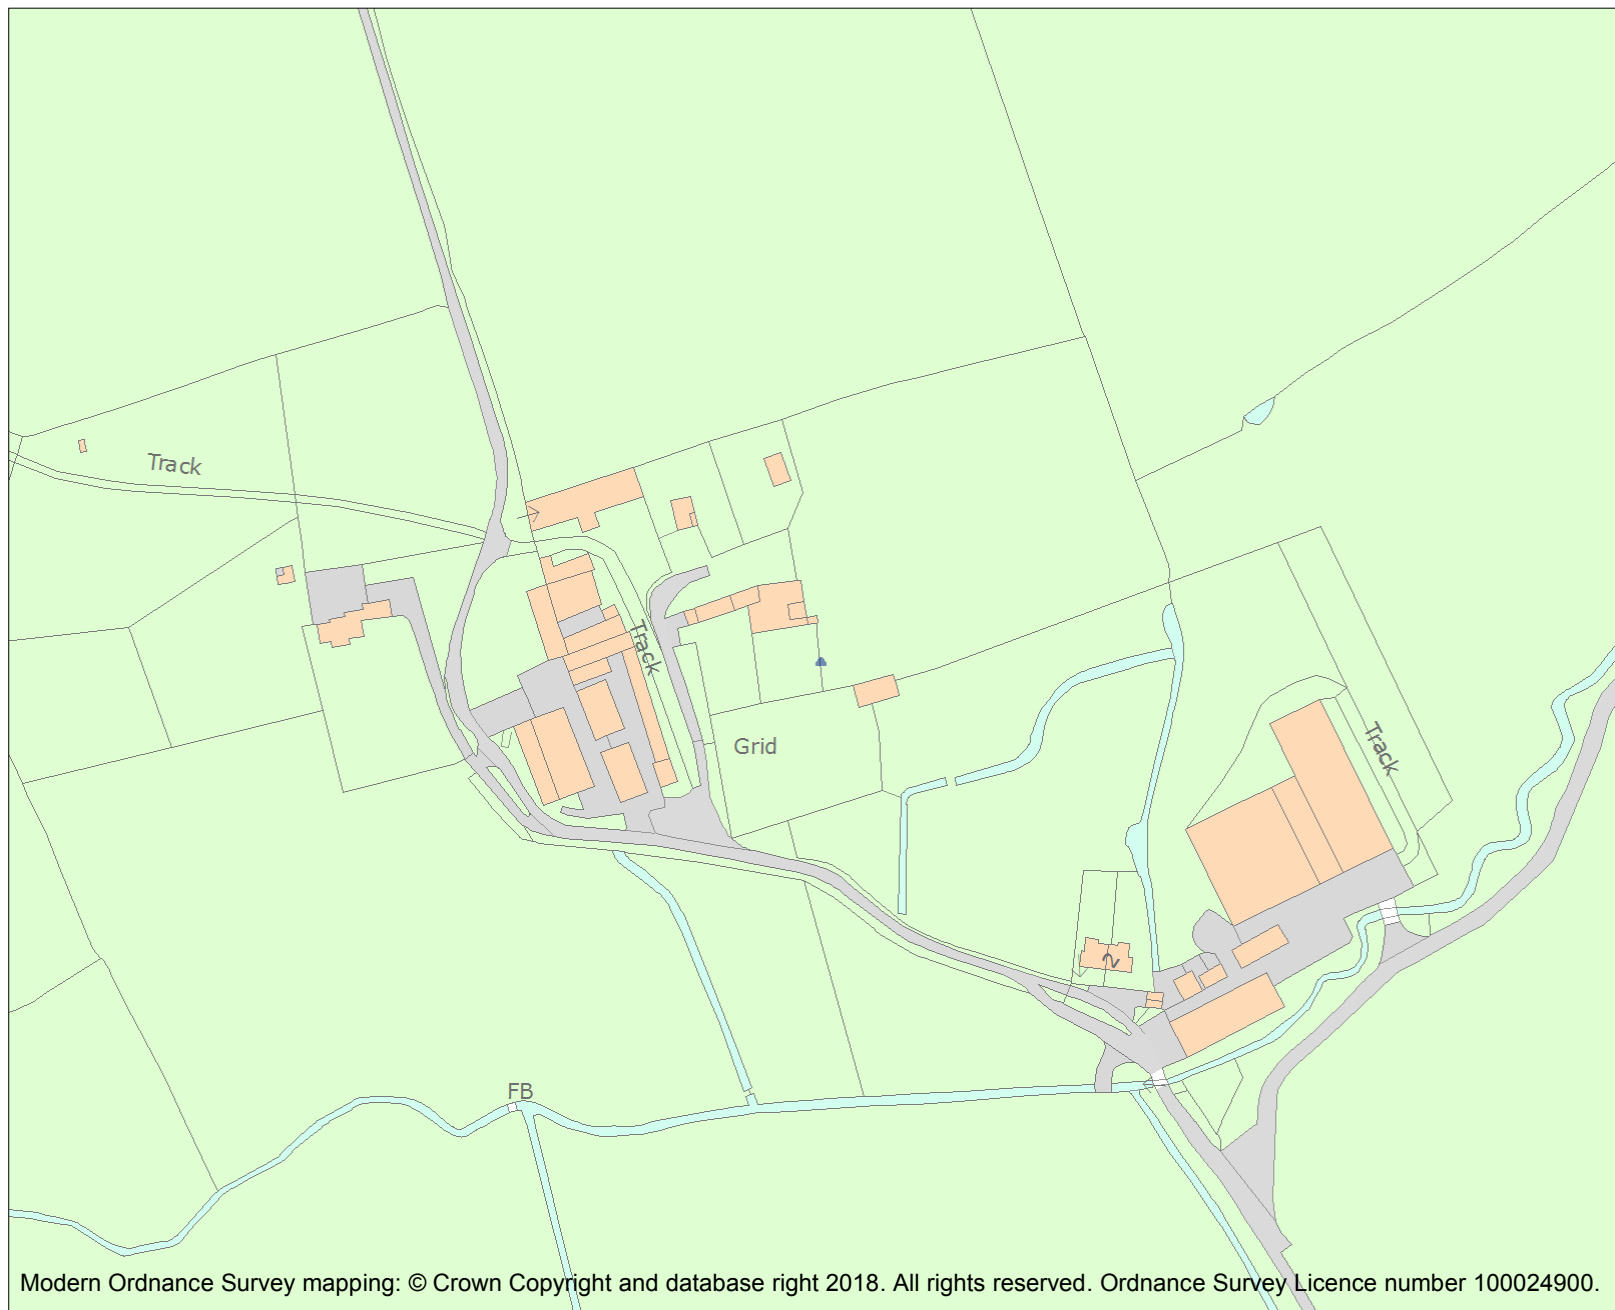 Track
Track
Grid
Track
2
FB
Modern Ordnance Survey mapping: © Crown Copyright and database right 2018. All rights reserved. Ordnance Survey Licence number 100024900.